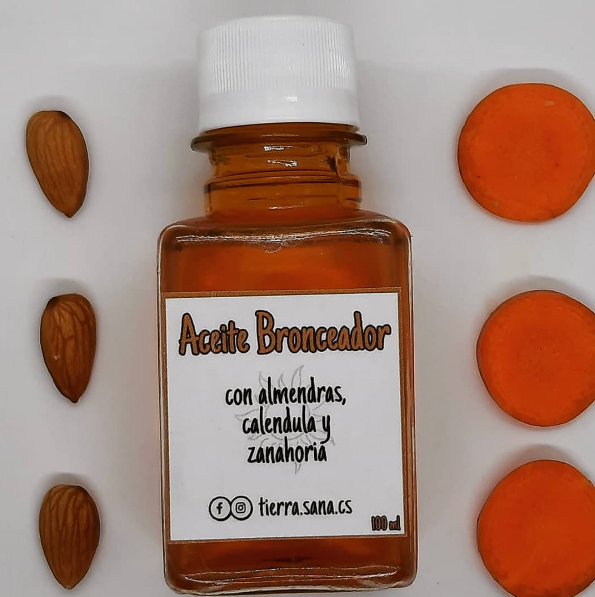 Aceite Bronceador
con almendras,
calendula y
zanahoria
tierra.sana.cs
100 ml